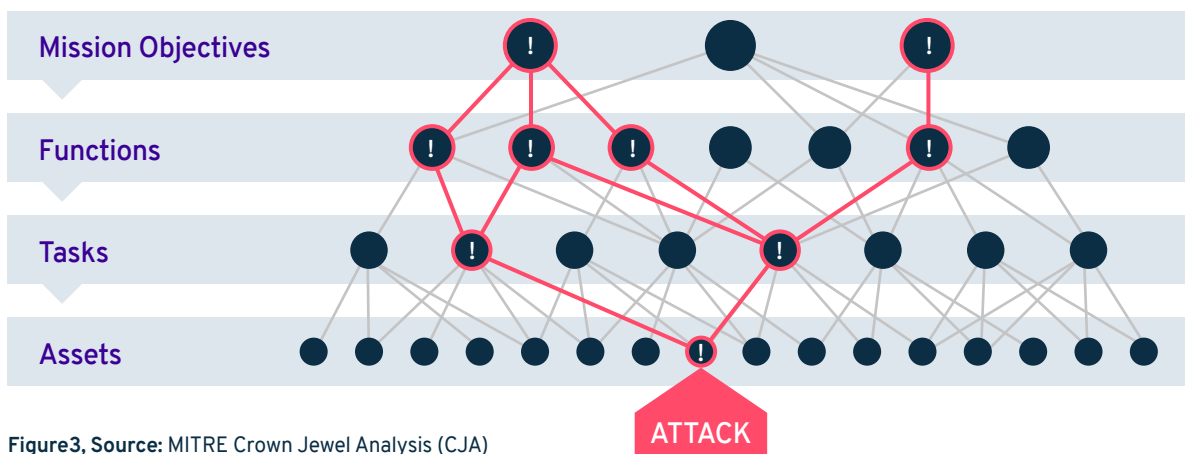 Mission Objectives
! !
Functions
! ! ! !
Tasks
! !
Assets
!
ATTACK
Figure3, Source: MITRE Crown Jewel Analysis (CJA)